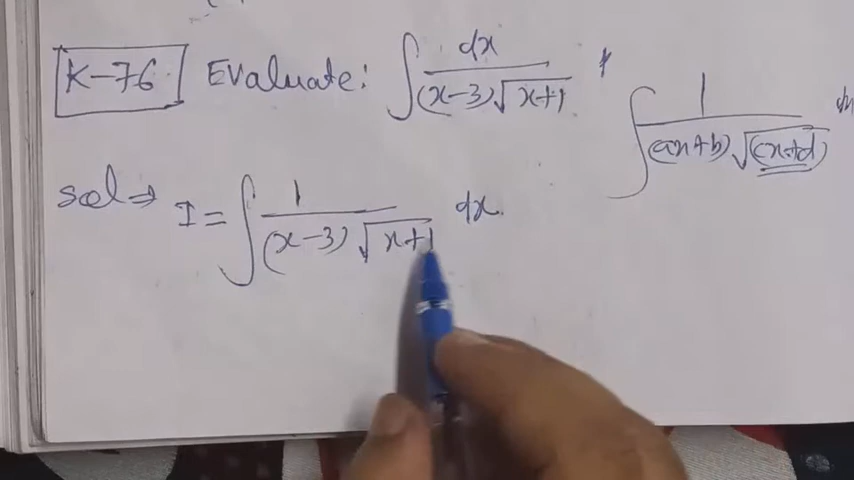 K-76 Evaluate: ∫ dx / (x-3)√x+1
∫ 1 / (ax+b)√(cx+d)
sol⇒ I = ∫ 1 / (x-3)√x+1 dx.